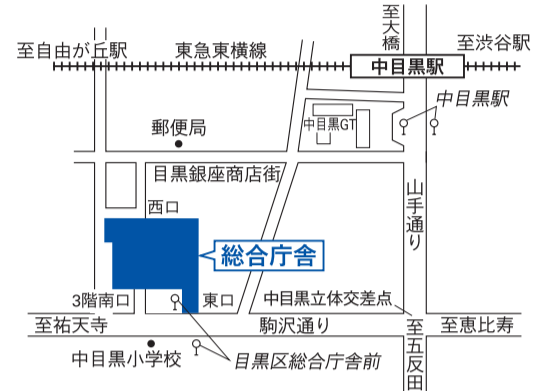 至大橋
至自由が丘駅
東急東横線
至渋谷駅
中目黒駅
中目黒駅
中目黒GT
郵便局
目黒銀座商店街
山手通り
西口
総合庁舎
3階南口
東口
中目黒立体交差点
至祐天寺
駒沢通り
至恵比寿
至五反田
中目黒小学校
目黒区総合庁舎前